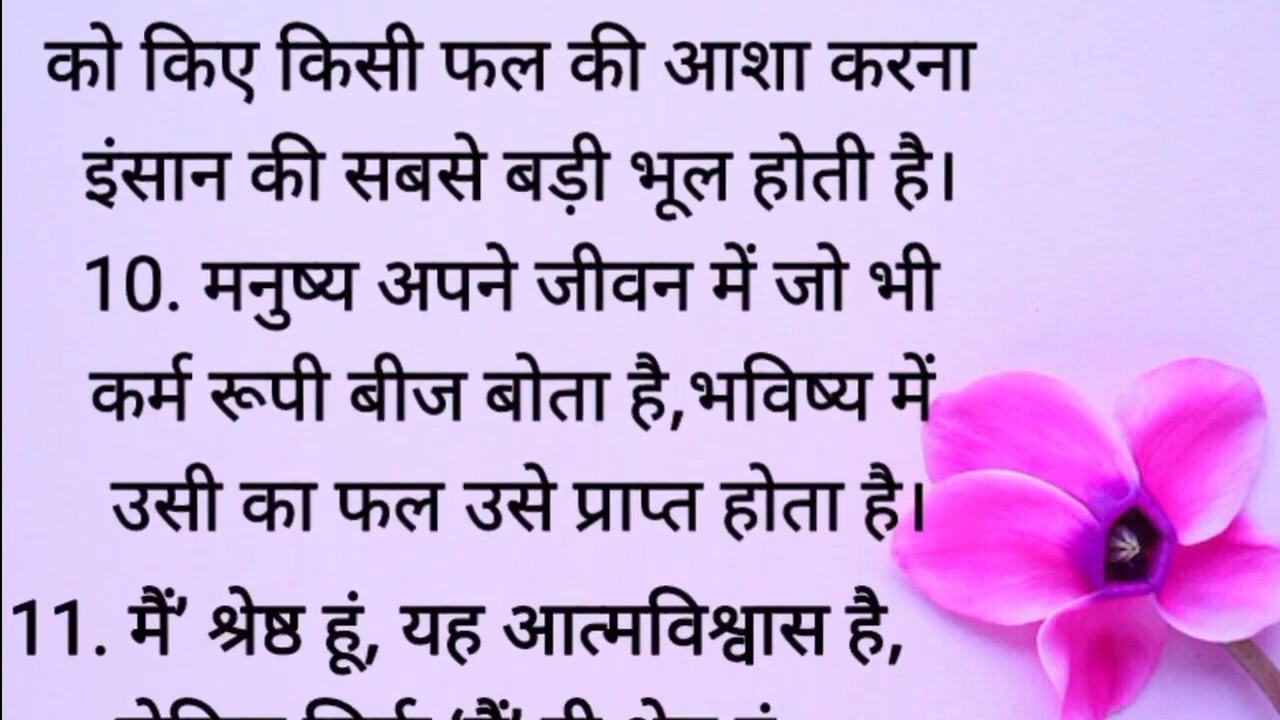 को किए किसी फल की आशा करना
इंसान की सबसे बड़ी भूल होती है।
10. मनुष्य अपने जीवन में जो भी
कर्म रूपी बीज बोता है,भविष्य में
उसी का फल उसे प्राप्त होता है।
11. मैं’ श्रेष्ठ हूं, यह आत्मविश्वास है,